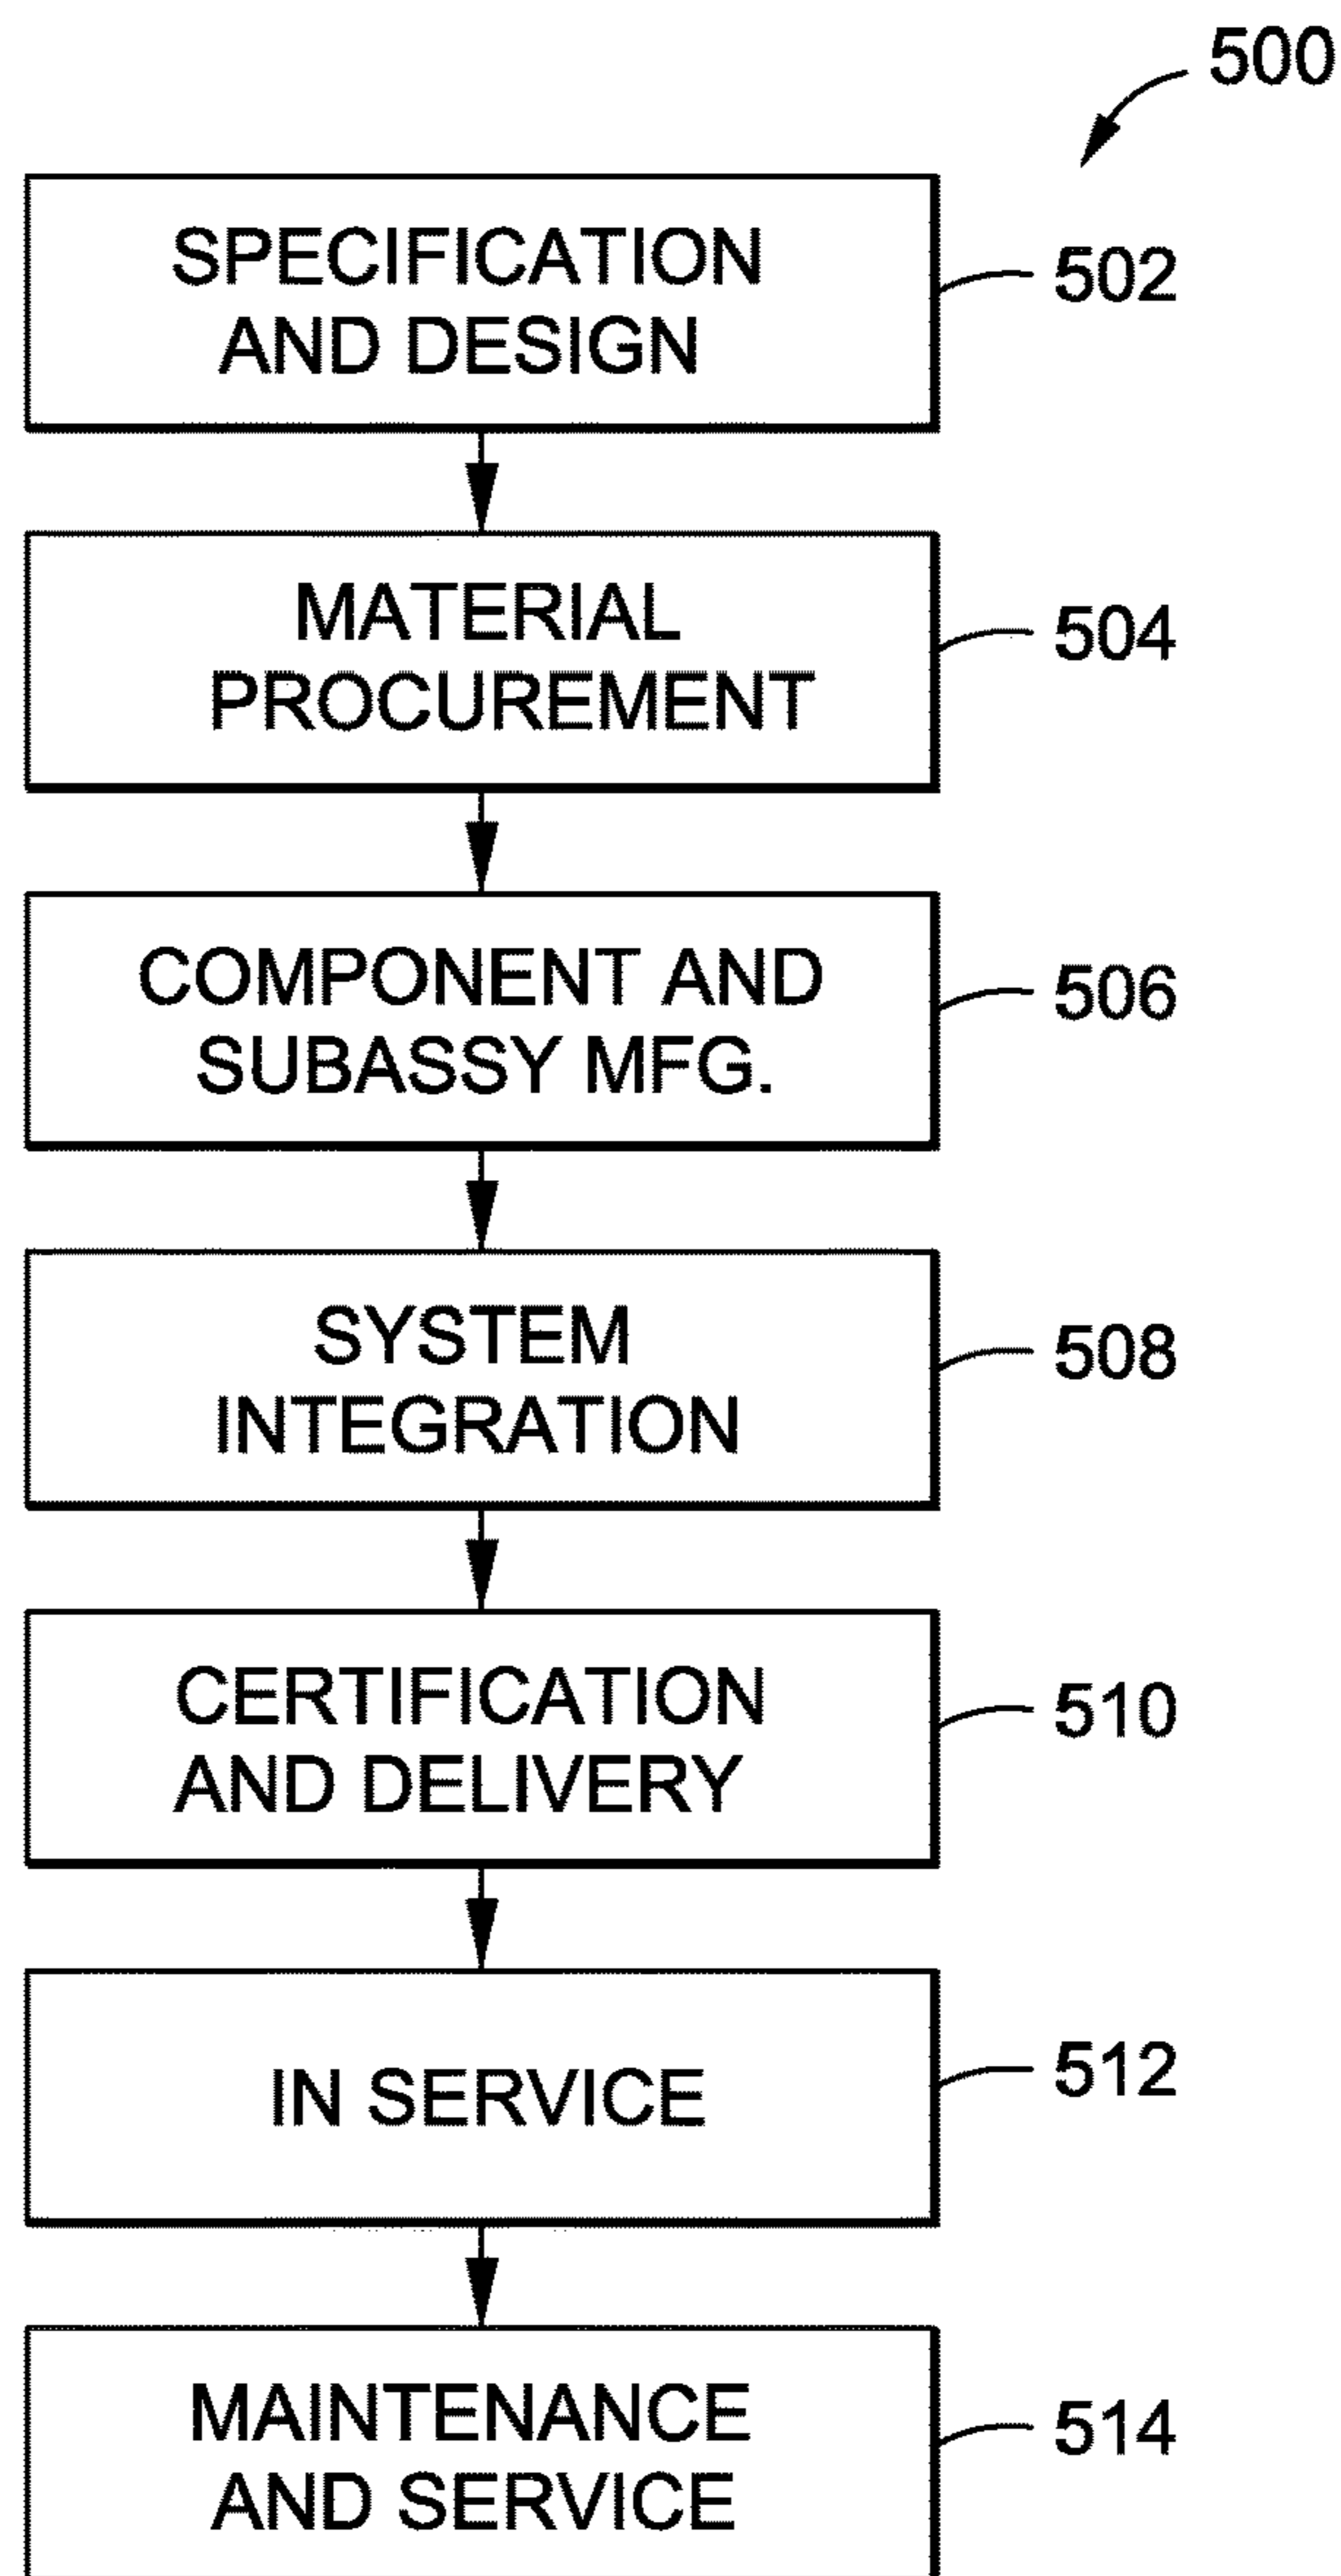 500
SPECIFICATION
AND DESIGN
502
MATERIAL
PROCUREMENT
504
COMPONENT AND
SUBASSY MFG.
506
SYSTEM
INTEGRATION
508
CERTIFICATION
AND DELIVERY
510
IN SERVICE
512
MAINTENANCE
AND SERVICE
514